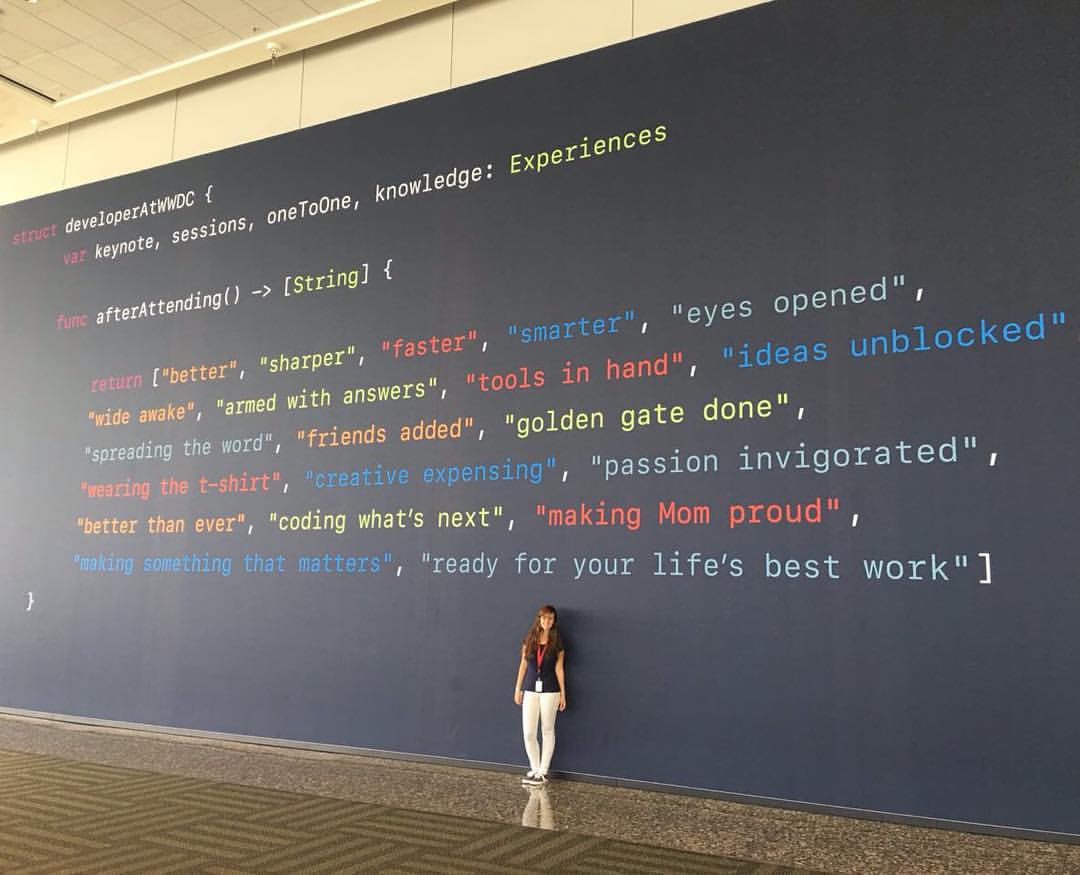 struct developerAtWWDC {
var keynote, sessions, oneToOne, knowledge: Experiences
func afterAttending() -> [String] {
return ["better", "sharper", "faster", "smarter", "eyes opened",
"wide awake", "armed with answers", "tools in hand", "ideas unblocked"
"spreading the word", "friends added", "golden gate done",
"wearing the t-shirt", "creative expensing", "passion invigorated",
"better than ever", "coding what's next", "making Mom proud",
"making something that matters", "ready for your life's best work"]
}